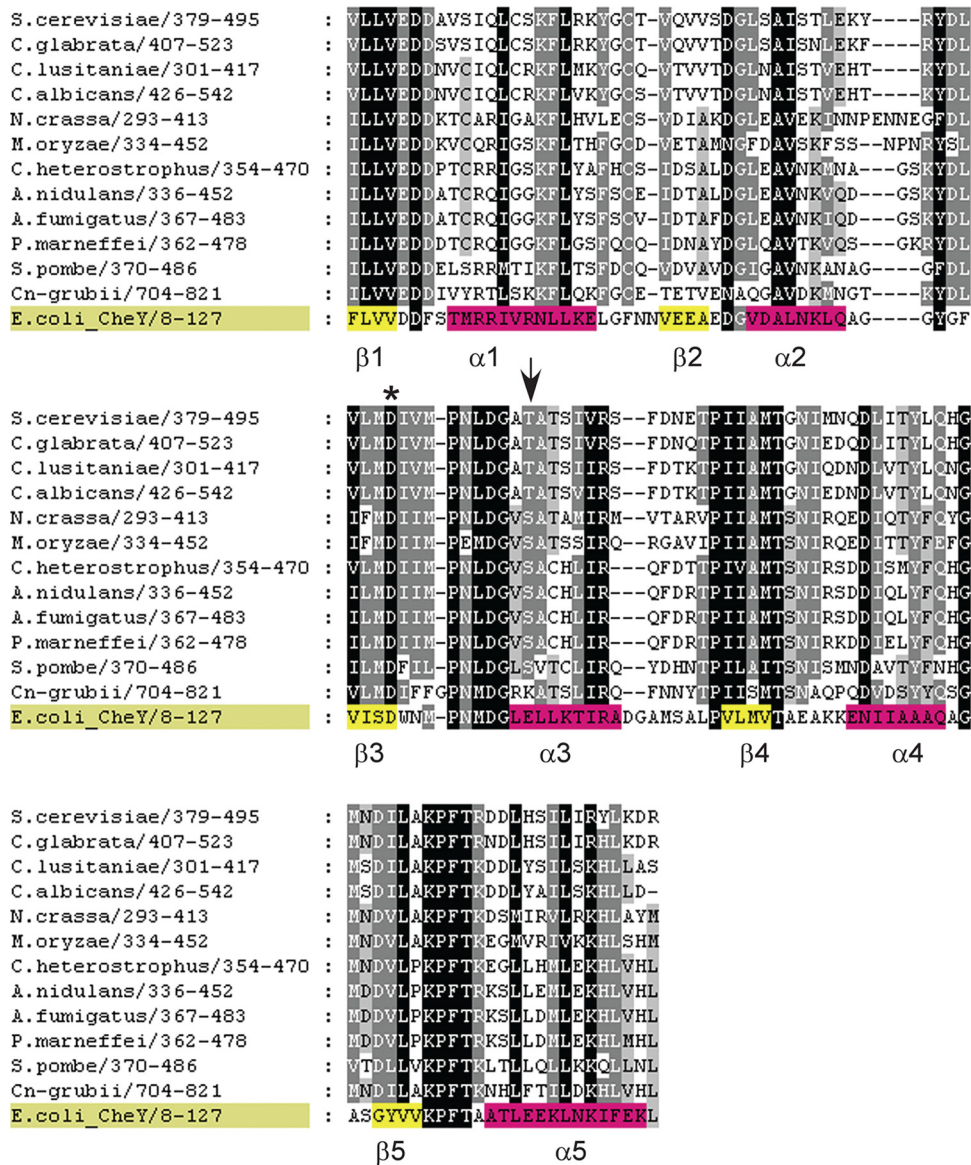 S.cerevisiae/379-495 : VLLVEDDAVSIQLCSKFLRKYGCT-VQVVSDGLSAISTLEKY----RYDL
C.glabrata/407-523 : VLLVEDDSVSIQLCSKFLRKYGCT-VQVVTDGLSAISNLEKF----RYDL
C.lusitaniae/301-417 : VLLVEDDNVCIQLCRKFLMKYGCQ-VTVVTDGLNAISTVEHT----KYDL
C.albicans/426-542 : VLLVEDDNVCIQLCRKFLVKYGCS-VTVVTDGLNAISTVEHT----KYDL
N.crassa/293-413 : ILLVEDDKTCARIGAKFLHVLECS-VDIAKDGLEAVEKINNPENNEGFDL
M.oryzae/334-452 : ILLVEDDKVCQRIGSKFLTHFGCD-VETAMNGFDAVSKFSS--NPNRYSL
C.heterostrophus/354-470 : ILLVEDDPTCRRIGSKFLYAFHCS-IDSALDGLEAVNKMNA---GSKYDL
A.nidulans/336-452 : ILLVEDDATCRQIGGKFLYSFSCE-IDTALDGLEAVNKVQD---GSKYDL
A.fumigatus/367-483 : ILLVEDDATCRQIGGKFLYSFSCV-IDTAFDGLEAVNKIQD---GSKYDL
P.marneffei/362-478 : ILLVEDDDTCRQIGGKFLGSFQCQ-IDNAYDGLQAVTKVQS---GKRYDL
S.pombe/370-486 : ILLVEDDELSRRMTIKFLTSFDCQ-VDVAVDGIGAVNKANAG----GFDL
Cn-grubii/704-821 : ILVVEDDIVYRTLSKKFLQKFGCE-TETVENAQGAVDKMNGT----KYDL
E.coli_CheY/8-127 : FLVVDDFSTMRRIVRNLLKELGFNNVEEAEDGVDALNKLQAG----GYGF
β1 α1 β2 α2
*
S.cerevisiae/379-495 : VLMDIVM-PNLDGATATSIVRS--FDNETPIIAMTGNIMNQDLITYLQHG
C.glabrata/407-523 : VLMDIVM-PNLDGATATSIVRS--FDNQTPIIAMTGNIEDQDLITYLQHG
C.lusitaniae/301-417 : VLMDIVM-PNLDGATATSIIRS--FDTKTPIIAMTGNIQDNDLVTYLQNG
C.albicans/426-542 : VLMDIVM-PNLDGATATSVIRS--FDTKTPIIAMTGNIEDNDLVTYLQNG
N.crassa/293-413 : IFMDIIM-PNLDGVSATAMIRM--VTARVPIIAMTSNIRQEDIQTYFQYG
M.oryzae/334-452 : IFMDIIM-PEMDGVSATSSIRQ--RGAVIPIIAMTSNIRQEDITTYFEFG
C.heterostrophus/354-470 : ILMDIIM-PNLDGVSACHLIR---QFDTTPIVAMTSNIRSDDISMYFQHG
A.nidulans/336-452 : ILMDIIM-PNLDGVSACHLIR---QFDRTPIIAMTSNIRSDDIQLYFQHG
A.fumigatus/367-483 : ILMDIIM-PNLDGVSACHLIR---QFDRTPIIAMTSNIRSDDIQLYFQHG
P.marneffei/362-478 : ILMDIIM-PNLDGVSACHLIR---QFDRTPIIAMTSNIRKDDIELYFQHG
S.pombe/370-486 : ILMDFIL-PNLDGLSVTCLIRQ--YDHNTPILAITSNISMNDAVTYFNHG
Cn-grubii/704-821 : VLMDIFFGPNMDGRKATSLIRQ--FNNYTPIISMTSNAQPQDVDSYYQSG
E.coli_CheY/8-127 : VISDWNM-PNMDGLELLKTIRADGAMSALPVLMVTAEAKKENIIAAAQAG
β3 α3 β4 α4
S.cerevisiae/379-495 : MNDILAKPFTRDDLHSILIRYLKDR
C.glabrata/407-523 : MNDILAKPFTRNDLHSILIRHLKDR
C.lusitaniae/301-417 : MSDILAKPFTKDDLYSILSKHLLAS
C.albicans/426-542 : MSDILAKPFTKDDLYAILSKHLLD-
N.crassa/293-413 : MNDVLAKPFTKDSMIRVLRKHLAYM
M.oryzae/334-452 : MNDVLAKPFTKEGMVRIVKKHLSHM
C.heterostrophus/354-470 : MNDVLPKPFTKEGLLHMLEKHLVHL
A.nidulans/336-452 : MDDVLPKPFTRKSLLEMLEKHLVHL
A.fumigatus/367-483 : MDDVLPKPFTRKSLLDMLEKHLVHL
P.marneffei/362-478 : MNDVLPKPFTRKSLLDMLEKHLMHL
S.pombe/370-486 : VTDLLVKPFTKLTLLQLLKKQLLNL
Cn-grubii/704-821 : MNDILAKPFTKNHLFTILDKHLVHL
E.coli_CheY/8-127 : ASGYVVKPFTAATLEEKLNKIFEKL
β5 α5